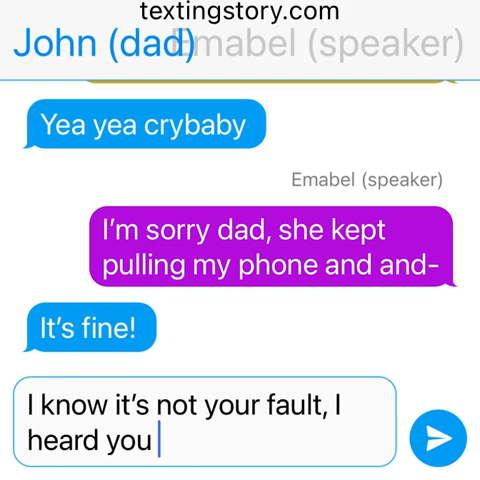 textingstory.com
John (dad) Emabel (speaker)
Yea yea crybaby
Emabel (speaker)
I'm sorry dad, she kept
pulling my phone and and-
It's fine!
I know it's not your fault, I
heard you